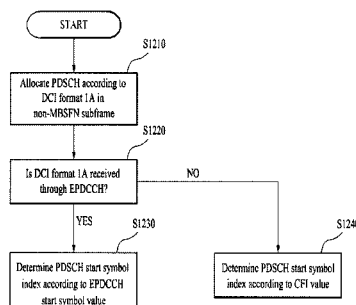 START
S1210
Allocate PDSCH according to
DCI format 1A in
non-MBSFN subframe
S1220
Is DCI format 1A received
through EPDCCH?
NO
YES
S1230
S1240
Determine PDSCH start symbol
index according to EPDCCH
start symbol value
Determine PDSCH start symbol
index according to CFI value